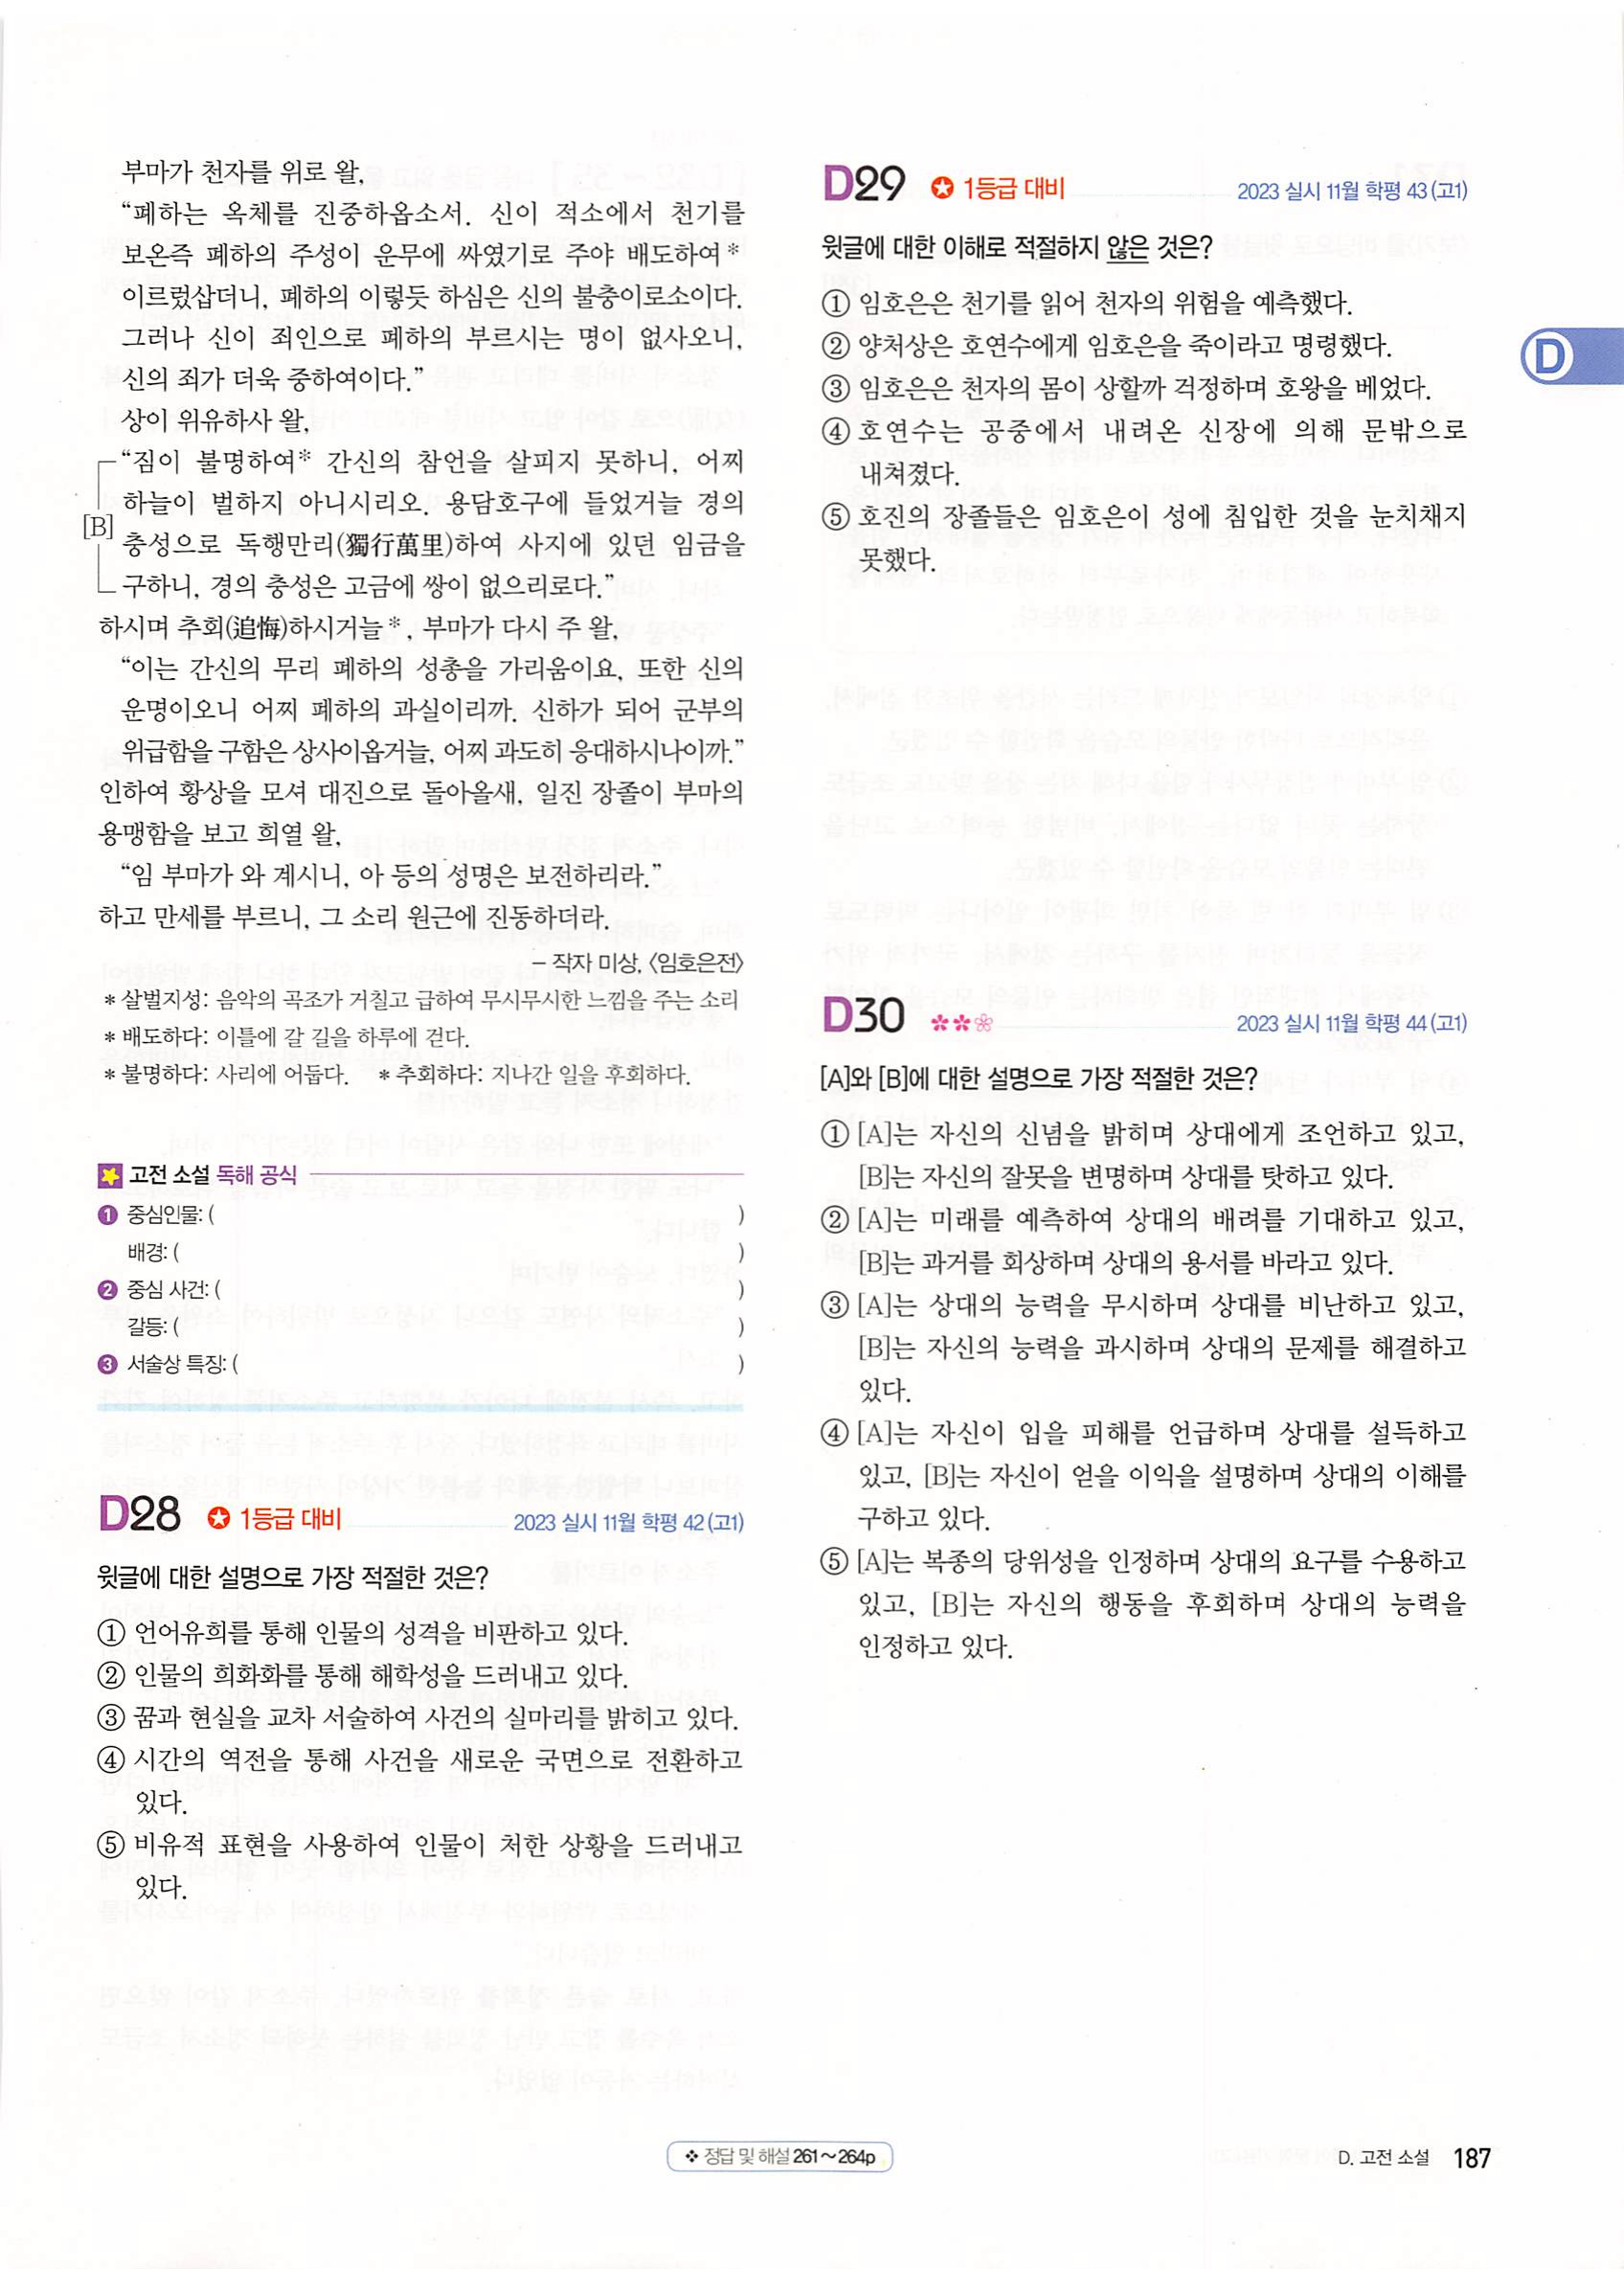 부마가 천자를 위로 왈,
“폐하는 옥체를 진중하옵소서. 신이 적소에서 천기를
보온즉 폐하의 주성이 운무에 싸였기로 주야 배도하여*
이르렀삽더니, 폐하의 이렇듯 하심은 신의 불충이로소이다.
그러나 신이 죄인으로 폐하의 부르시는 명이 없사오니,
신의 죄가 더욱 중하여이다.”
상이 위유하사 왈,
“짐이 불명하여* 간신의 참언을 살피지 못하니, 어찌
하늘이 벌하지 아니시리오. 용담호구에 들었거늘 경의
[B]
충성으로 독행만리(獨行萬里)하여 사지에 있던 임금을
구하니, 경의 충성은 고금에 쌍이 없으리로다.”
하시며 추회(追悔)하시거늘*, 부마가 다시 주 왈,
“이는 간신의 무리 폐하의 성총을 가리움이요, 또한 신의
운명이오니 어찌 폐하의 과실이리까. 신하가 되어 군부의
위급함을 구함은 상사이옵거늘, 어찌 과도히 응대하시나이까.”
인하여 황상을 모셔 대진으로 돌아올새, 일진 장졸이 부마의
용맹함을 보고 희열 왈,
“임 부마가 와 계시니, 아 등의 성명은 보전하리라.”
하고 만세를 부르니, 그 소리 원근에 진동하더라.
- 작자 미상, 〈임호은전〉
* 살벌지성: 음악의 곡조가 거칠고 급하여 무시무시한 느낌을 주는 소리
* 배도하다: 이틀에 갈 길을 하루에 걷다.
* 불명하다: 사리에 어둡다. * 추회하다: 지나간 일을 후회하다.
고전 소설 독해 공식
1 중심인물: ( )
배경: ( )
2 중심 사건: ( )
갈등: ( )
3 서술상 특징: ( )
D28 1등급 대비 2023 실시 11월 학평 42(고1)
윗글에 대한 설명으로 가장 적절한 것은?
① 언어유희를 통해 인물의 성격을 비판하고 있다.
② 인물의 희화화를 통해 해학성을 드러내고 있다.
③ 꿈과 현실을 교차 서술하여 사건의 실마리를 밝히고 있다.
④ 시간의 역전을 통해 사건을 새로운 국면으로 전환하고
있다.
⑤ 비유적 표현을 사용하여 인물이 처한 상황을 드러내고
있다.
D29 1등급 대비 2023 실시 11월 학평 43(고1)
윗글에 대한 이해로 적절하지 않은 것은?
① 임호은은 천기를 읽어 천자의 위험을 예측했다.
② 양처상은 호연수에게 임호은을 죽이라고 명령했다.
③ 임호은은 천자의 몸이 상할까 걱정하며 호왕을 베었다.
④ 호연수는 공중에서 내려온 신장에 의해 문밖으로
내쳐졌다.
⑤ 호진의 장졸들은 임호은이 성에 침입한 것을 눈치채지
못했다.
D
D30 2023 실시 11월 학평 44(고1)
[A]와 [B]에 대한 설명으로 가장 적절한 것은?
① [A]는 자신의 신념을 밝히며 상대에게 조언하고 있고,
[B]는 자신의 잘못을 변명하며 상대를 탓하고 있다.
② [A]는 미래를 예측하여 상대의 배려를 기대하고 있고,
[B]는 과거를 회상하며 상대의 용서를 바라고 있다.
③ [A]는 상대의 능력을 무시하며 상대를 비난하고 있고,
[B]는 자신의 능력을 과시하며 상대의 문제를 해결하고
있다.
④ [A]는 자신이 입을 피해를 언급하며 상대를 설득하고
있고, [B]는 자신이 얻을 이익을 설명하며 상대의 이해를
구하고 있다.
⑤ [A]는 복종의 당위성을 인정하며 상대의 요구를 수용하고
있고, [B]는 자신의 행동을 후회하며 상대의 능력을
인정하고 있다.
❖ 정답 및 해설 261~264p
D. 고전 소설 187